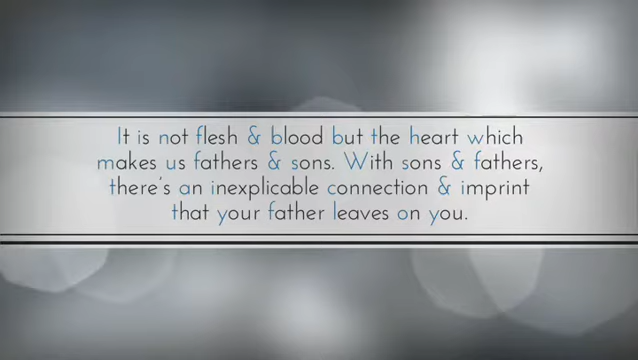 It is not flesh & blood but the heart which
makes us fathers & sons. With sons & fathers,
there's an inexplicable connection & imprint
that your father leaves on you.